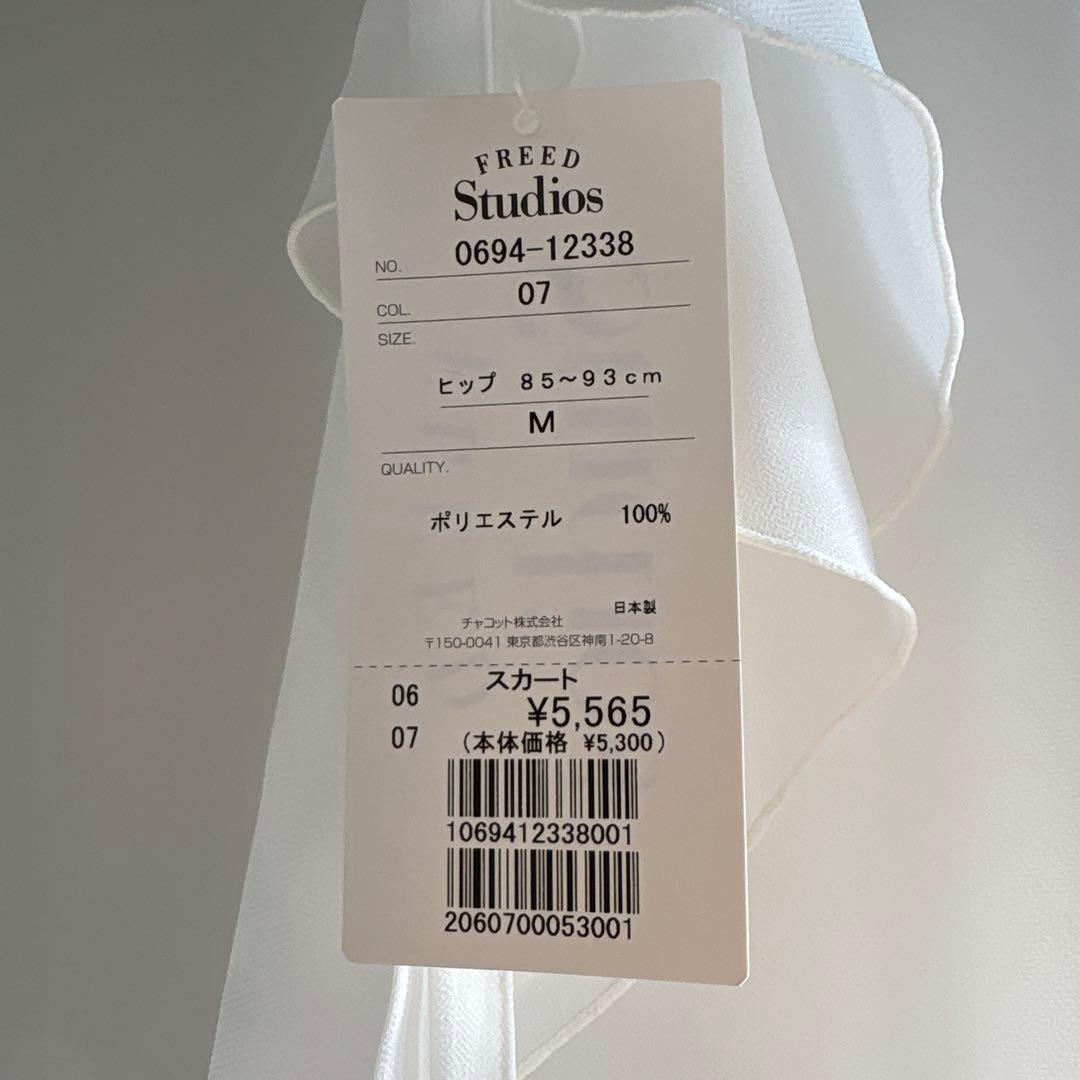 FREED
Studios
NO. 0694-12338
COL. 07
SIZE.
ヒップ 85～93cm
M
QUALITY.
ポリエステル 100%
日本製
チャコット株式会社
〒150-0041 東京都渋谷区神南1-20-8
06 スカート
¥5,565
07 (本体価格 ¥5,300)
1069412338001
2060700053001